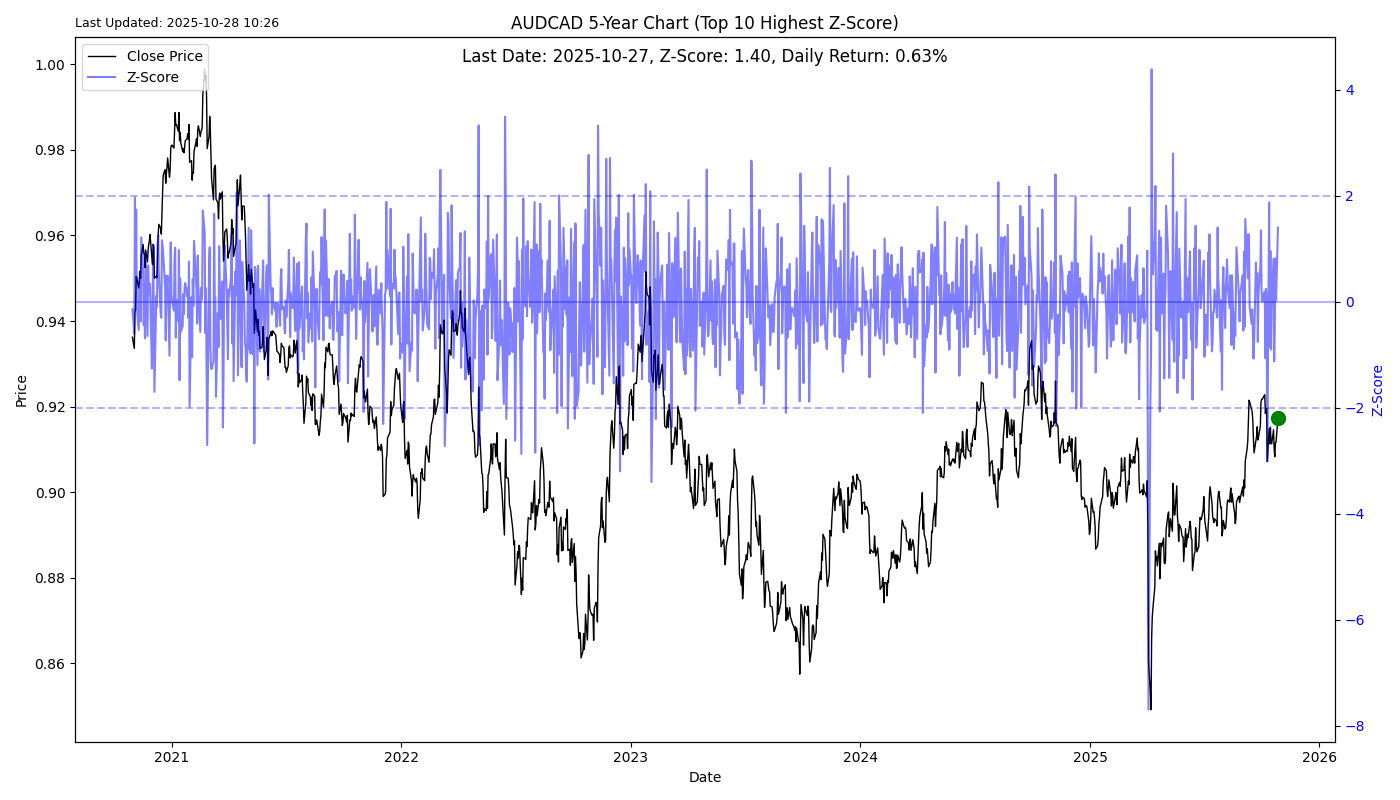 Last Updated: 2025-10-28 10:26
AUDCAD 5-Year Chart (Top 10 Highest Z-Score)
Last Date: 2025-10-27, Z-Score: 1.40, Daily Return: 0.63%
Close Price
Z-Score
1.00
0.98
0.96
0.94
0.92
0.90
0.88
0.86
Price
4
2
0
−2
−4
−6
−8
Z-Score
2021
2022
2023
2024
2025
2026
Date